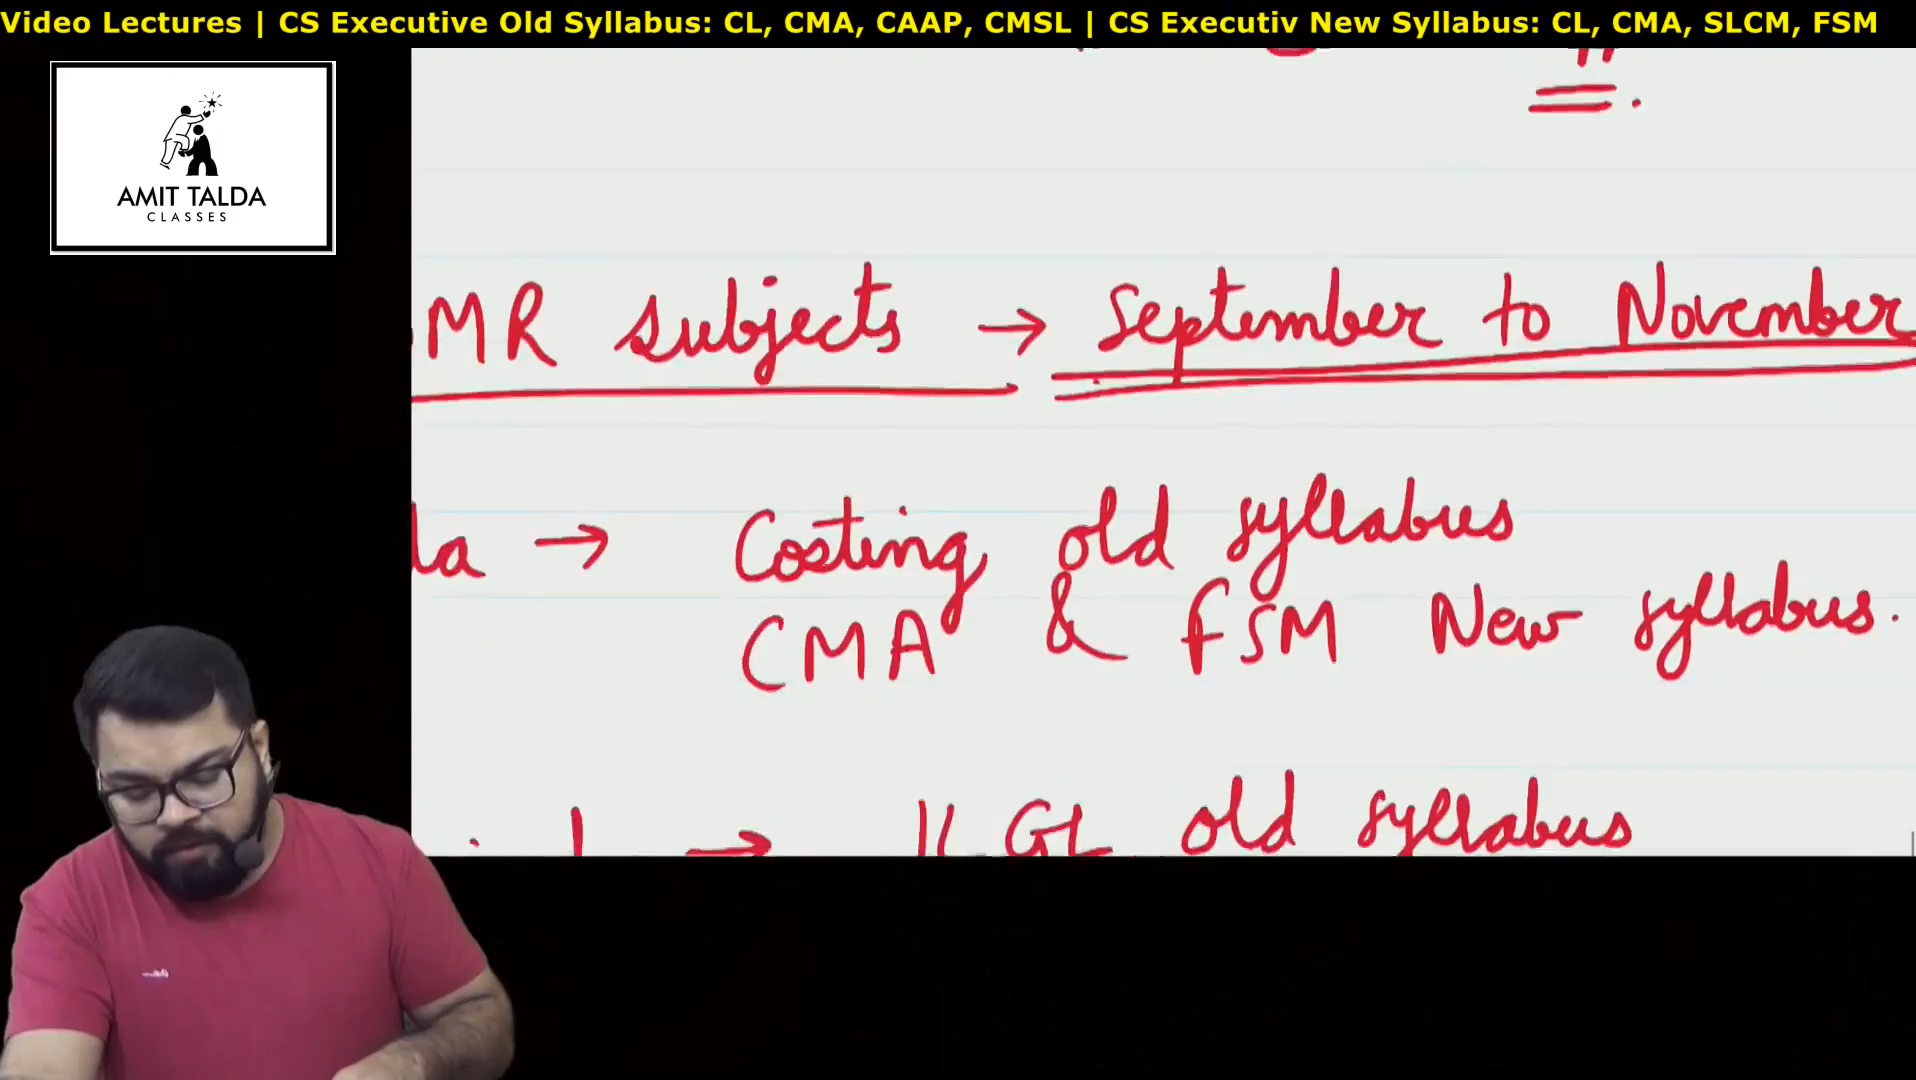 Video Lectures | CS Executive Old Syllabus: CL, CMA, CAAP, CMSL | CS Executiv New Syllabus: CL, CMA, SLCM, FSM
AMIT TALDA
CLASSES
MR subjects → September to November
la → Costing old syllabus
CMA & FSM New syllabus.
→ old syllabus